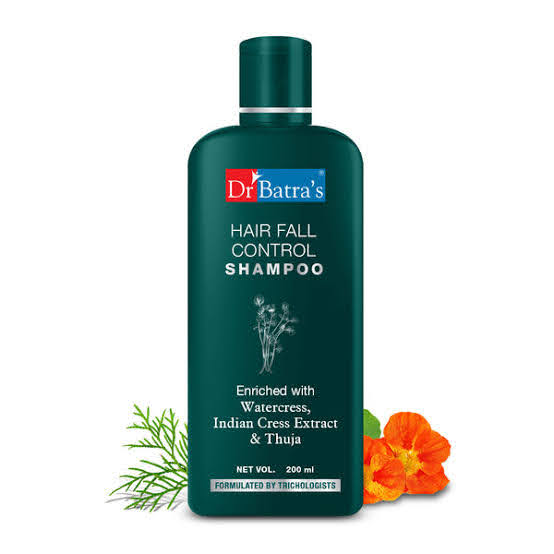 Dr Batra's®
HAIR FALL
CONTROL
SHAMPOO
Enriched with
Watercress,
Indian Cress Extract
& Thuja
NET VOL. 200 ml
FORMULATED BY TRICHOLOGISTS